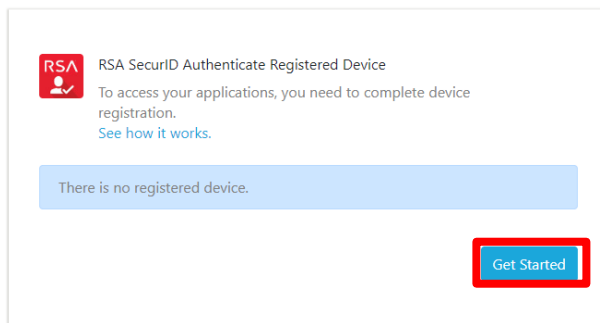 RSA
RSA SecurID Authenticate Registered Device
To access your applications, you need to complete device
registration.
See how it works.
There is no registered device.
Get Started